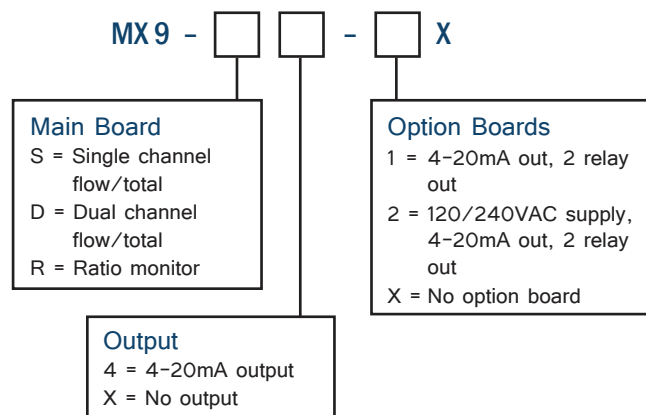 MX 9 - - X
Main Board
S = Single channel
flow/total
D = Dual channel
flow/total
R = Ratio monitor
Option Boards
1 = 4-20mA out, 2 relay
out
2 = 120/240VAC supply,
4-20mA out, 2 relay
out
X = No option board
Output
4 = 4-20mA output
X = No output